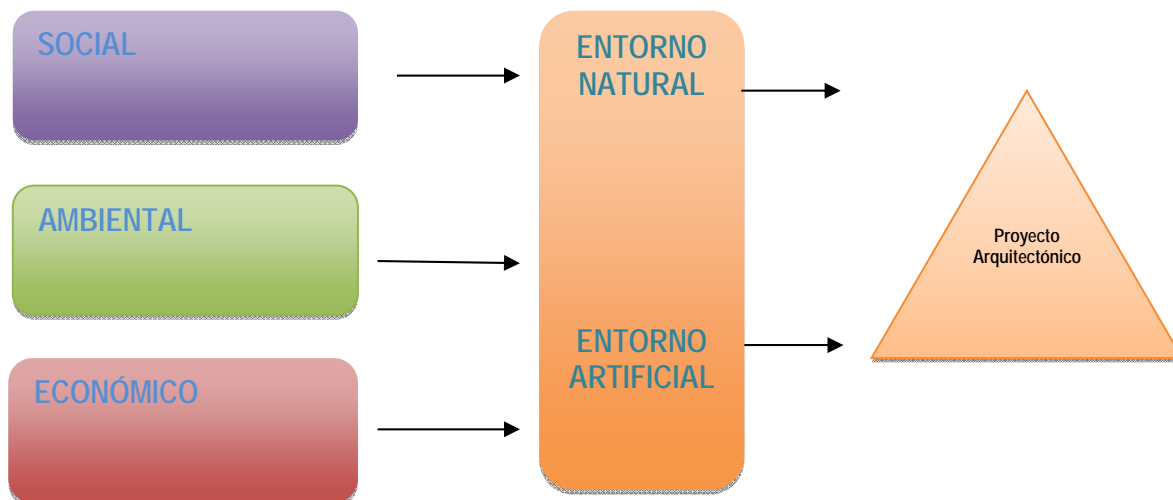 SOCIAL
AMBIENTAL
ECONÓMICO
ENTORNO
NATURAL
ENTORNO
ARTIFICIAL
Proyecto
Arquitectónico